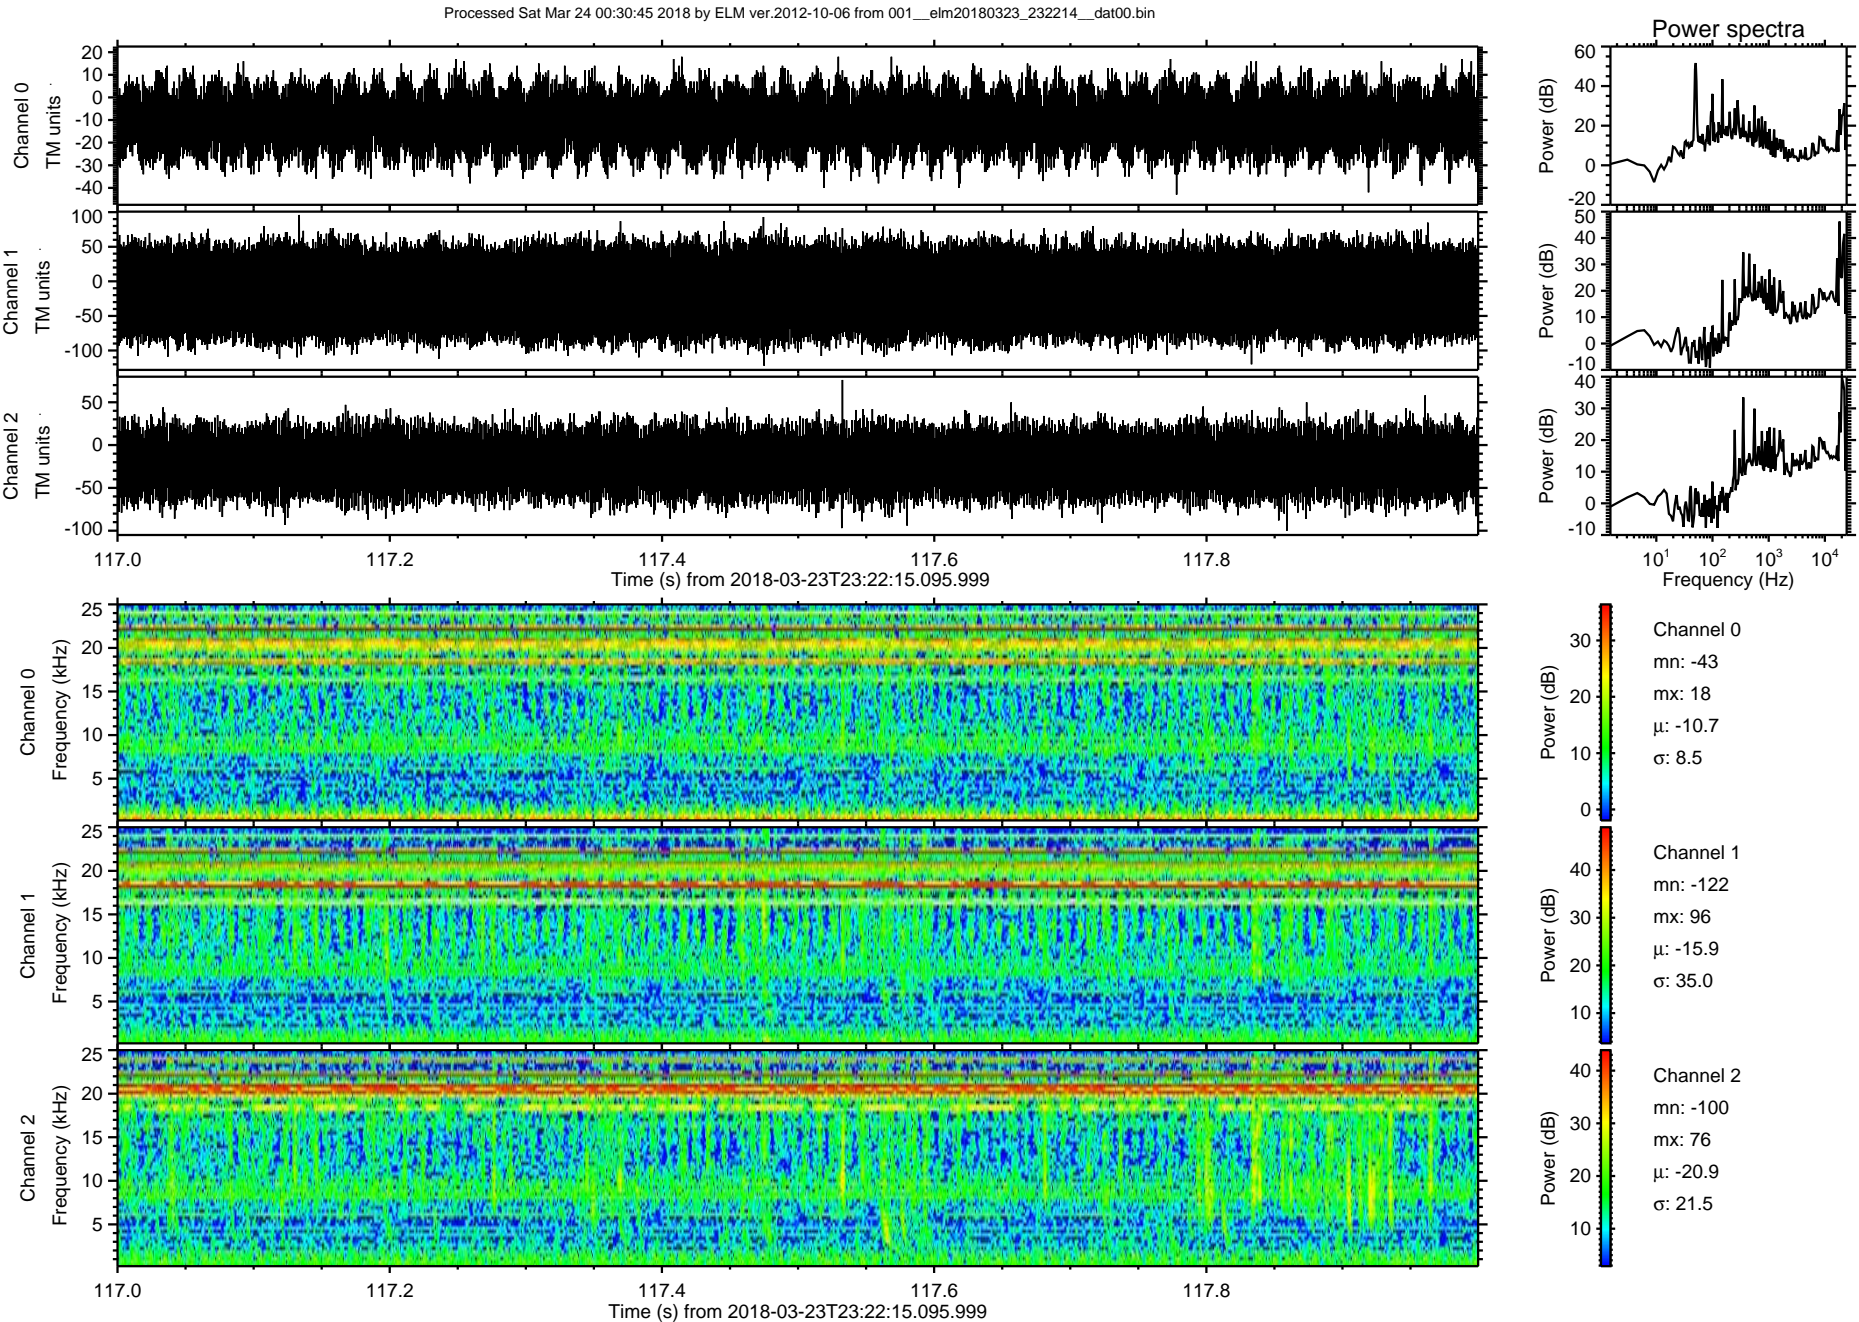 Processed Sat Mar 24 00:30:45 2018 by ELM ver.2012-10-06 from 001__elm20180323_232214__dat00.bin
Power spectra
Channel 0
TM units
20
10
0
-10
-20
-30
-40
Power (dB)
60
40
20
0
-20
Channel 1
TM units
100
50
0
-50
-100
Power (dB)
50
40
30
20
10
0
-10
Channel 2
TM units
50
0
-50
-100
Power (dB)
40
30
20
10
0
-10
117.0 117.2 117.4 117.6 117.8
Time (s) from 2018-03-23T23:22:15.095.999
10¹ 10² 10³ 10⁴
Frequency (Hz)
Channel 0
Frequency (kHz)
25
20
15
10
5
Power (dB)
30
20
10
0
Channel 0
mn: -43
mx: 18
µ: -10.7
σ: 8.5
Channel 1
Frequency (kHz)
25
20
15
10
5
Power (dB)
40
30
20
10
Channel 1
mn: -122
mx: 96
µ: -15.9
σ: 35.0
Channel 2
Frequency (kHz)
25
20
15
10
5
Power (dB)
40
30
20
10
Channel 2
mn: -100
mx: 76
µ: -20.9
σ: 21.5
117.0 117.2 117.4 117.6 117.8
Time (s) from 2018-03-23T23:22:15.095.999